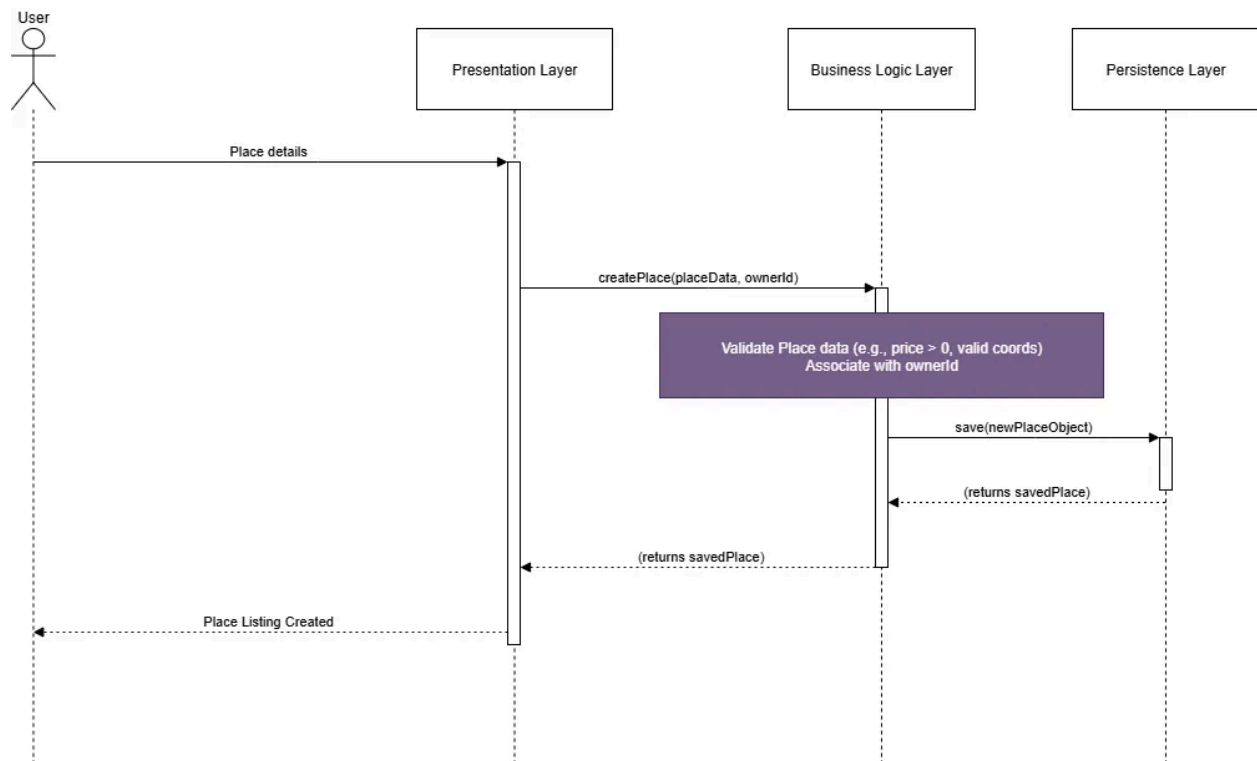 User
Presentation Layer
Business Logic Layer
Persistence Layer
Place details
createPlace(placeData, ownerId)
Validate Place data (e.g., price > 0, valid coords)
Associate with ownerId
save(newPlaceObject)
(returns savedPlace)
(returns savedPlace)
Place Listing Created